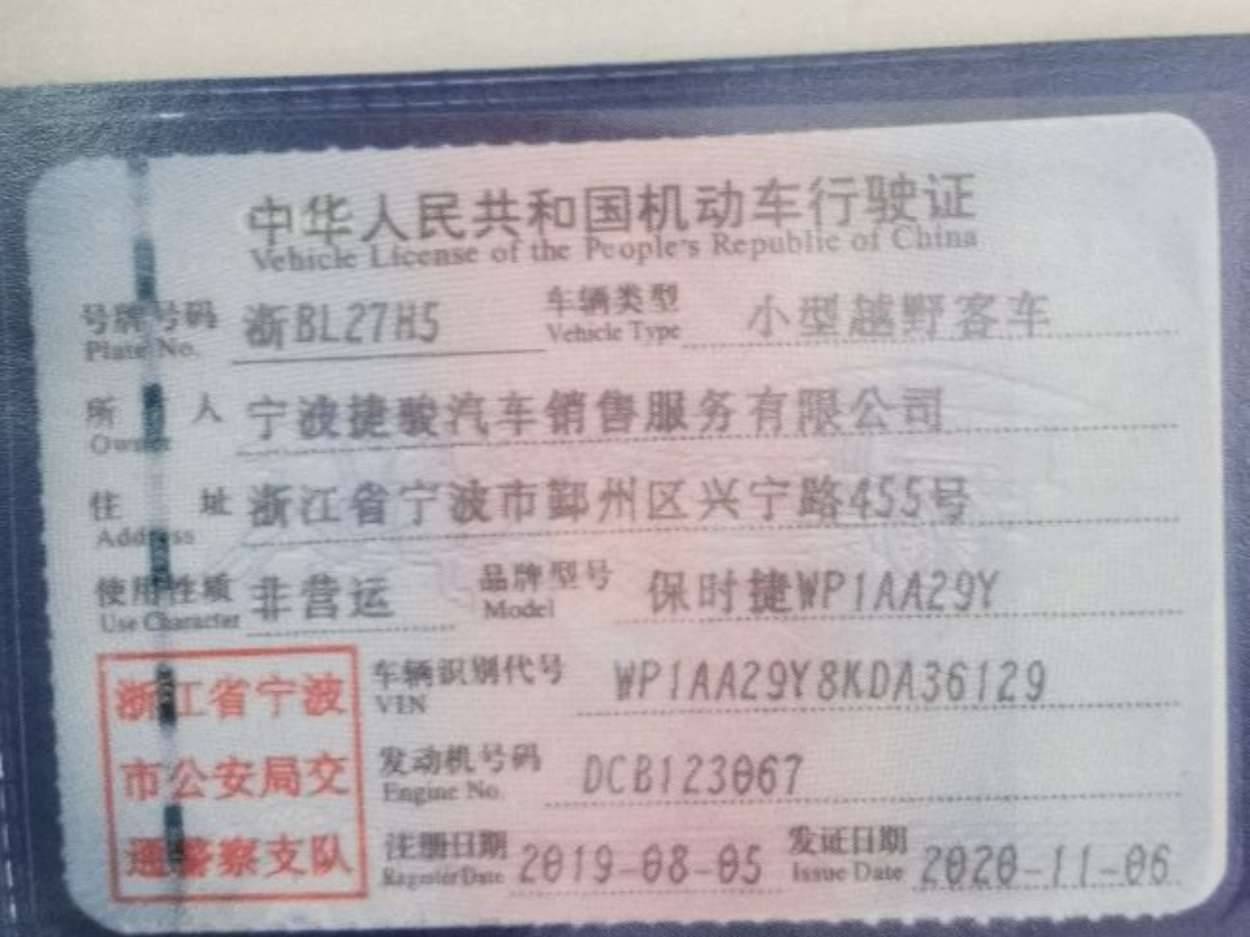 中华人民共和国机动车行驶证
Vehicle License of the People's Republic of China
号牌号码 浙BL27H5 车辆类型 小型越野客车
Plate No. Vehicle Type
所有人 宁波捷骏汽车销售服务有限公司
Owner
住址 浙江省宁波市鄞州区兴宁路455号
Address
使用性质 非营运 品牌型号 保时捷WP1AA29Y
Use Character Model
车辆识别代号 WP1AA29Y8KDA36129
VIN
发动机号码 DCB123067
Engine No.
注册日期 2019-08-05 发证日期 2020-11-06
Register Date Issue Date
浙江省宁波
市公安局交
通警察支队